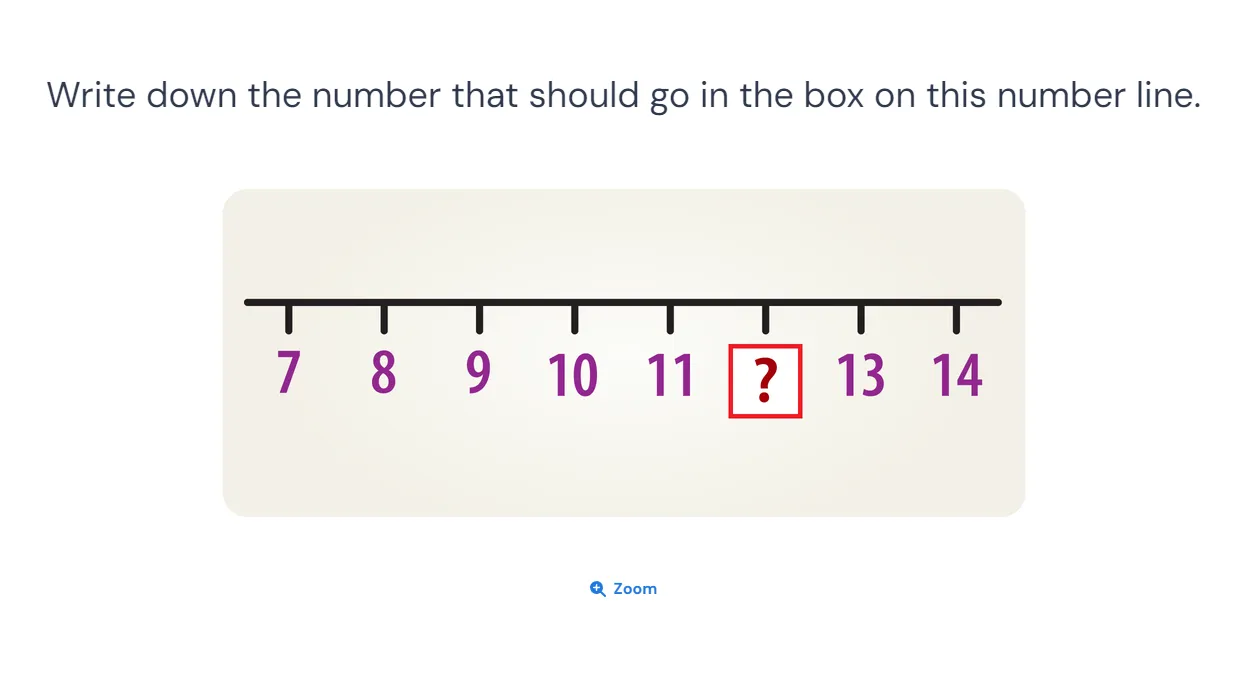 Write down the number that should go in the box on this number line.
7 8 9 10 11 ? 13 14
Zoom